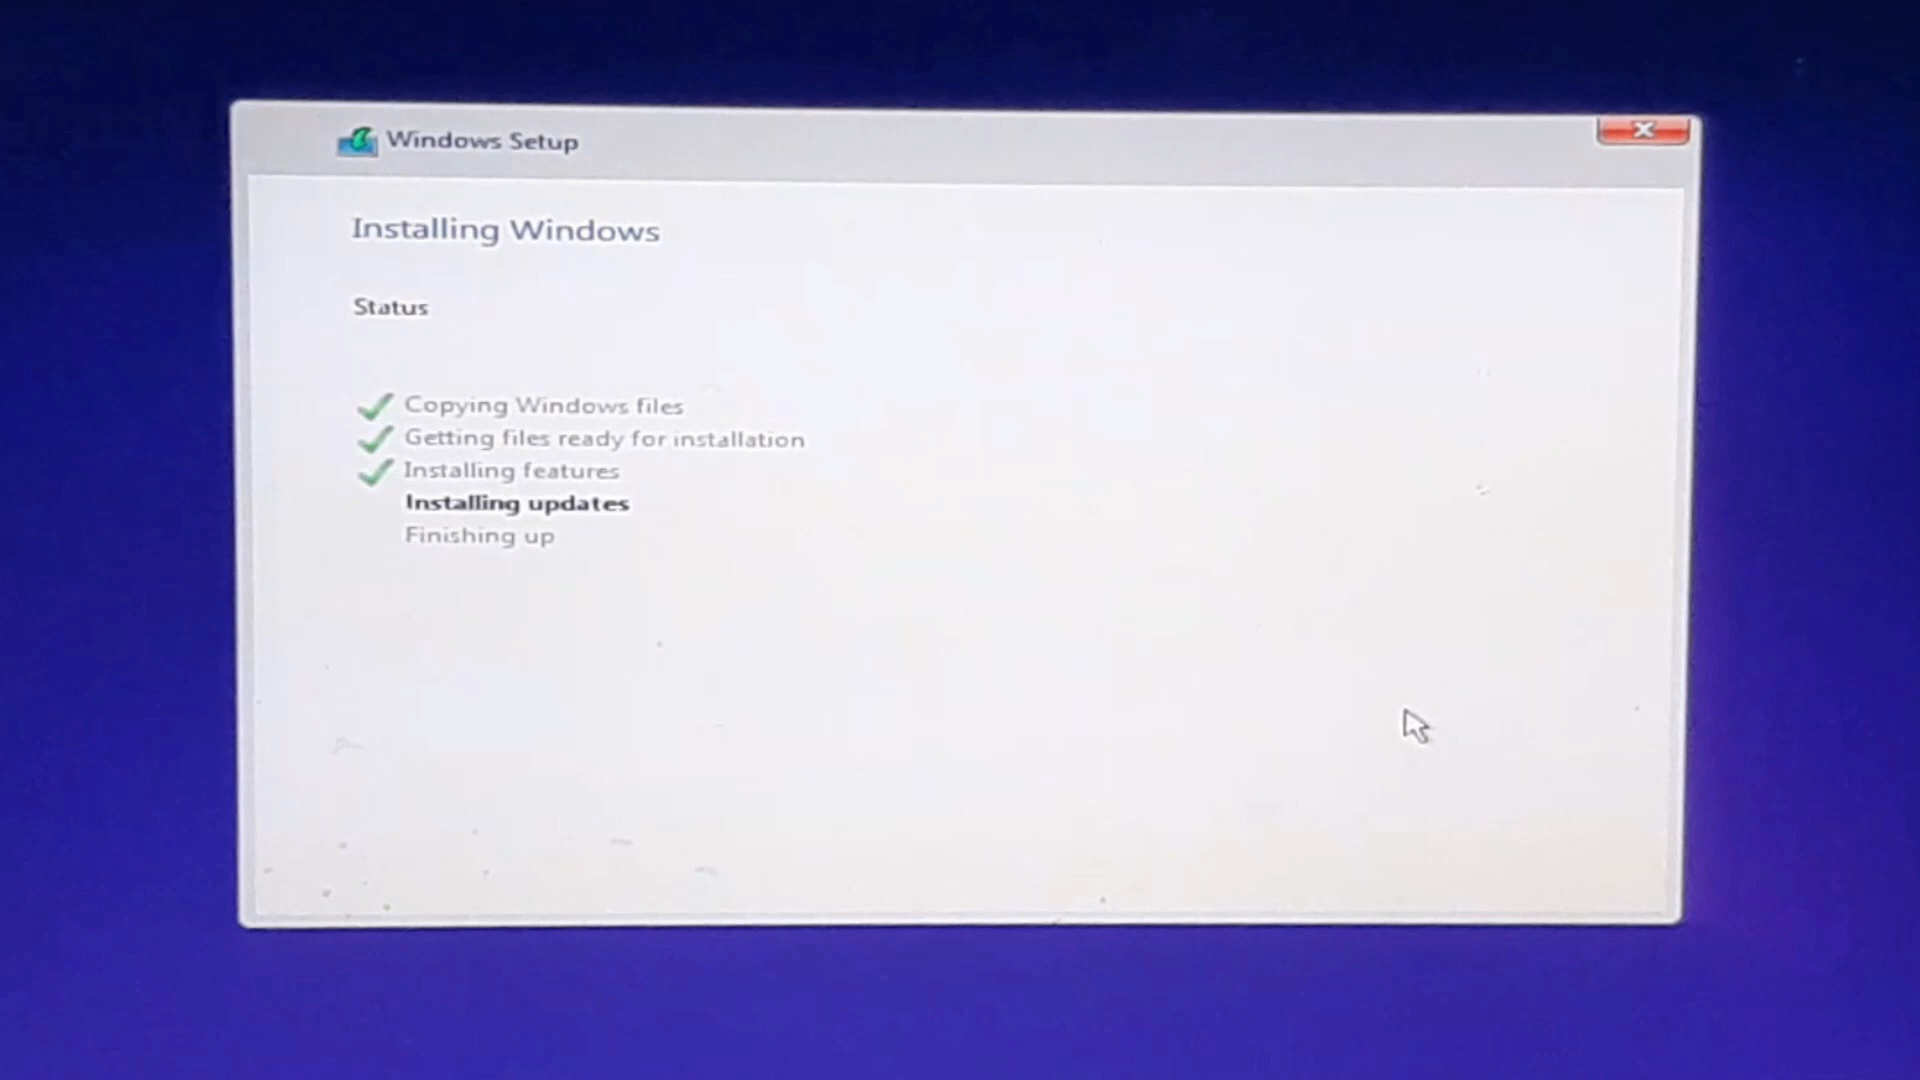 Windows Setup
Installing Windows
Status
Copying Windows files
Getting files ready for installation
Installing features
Installing updates
Finishing up